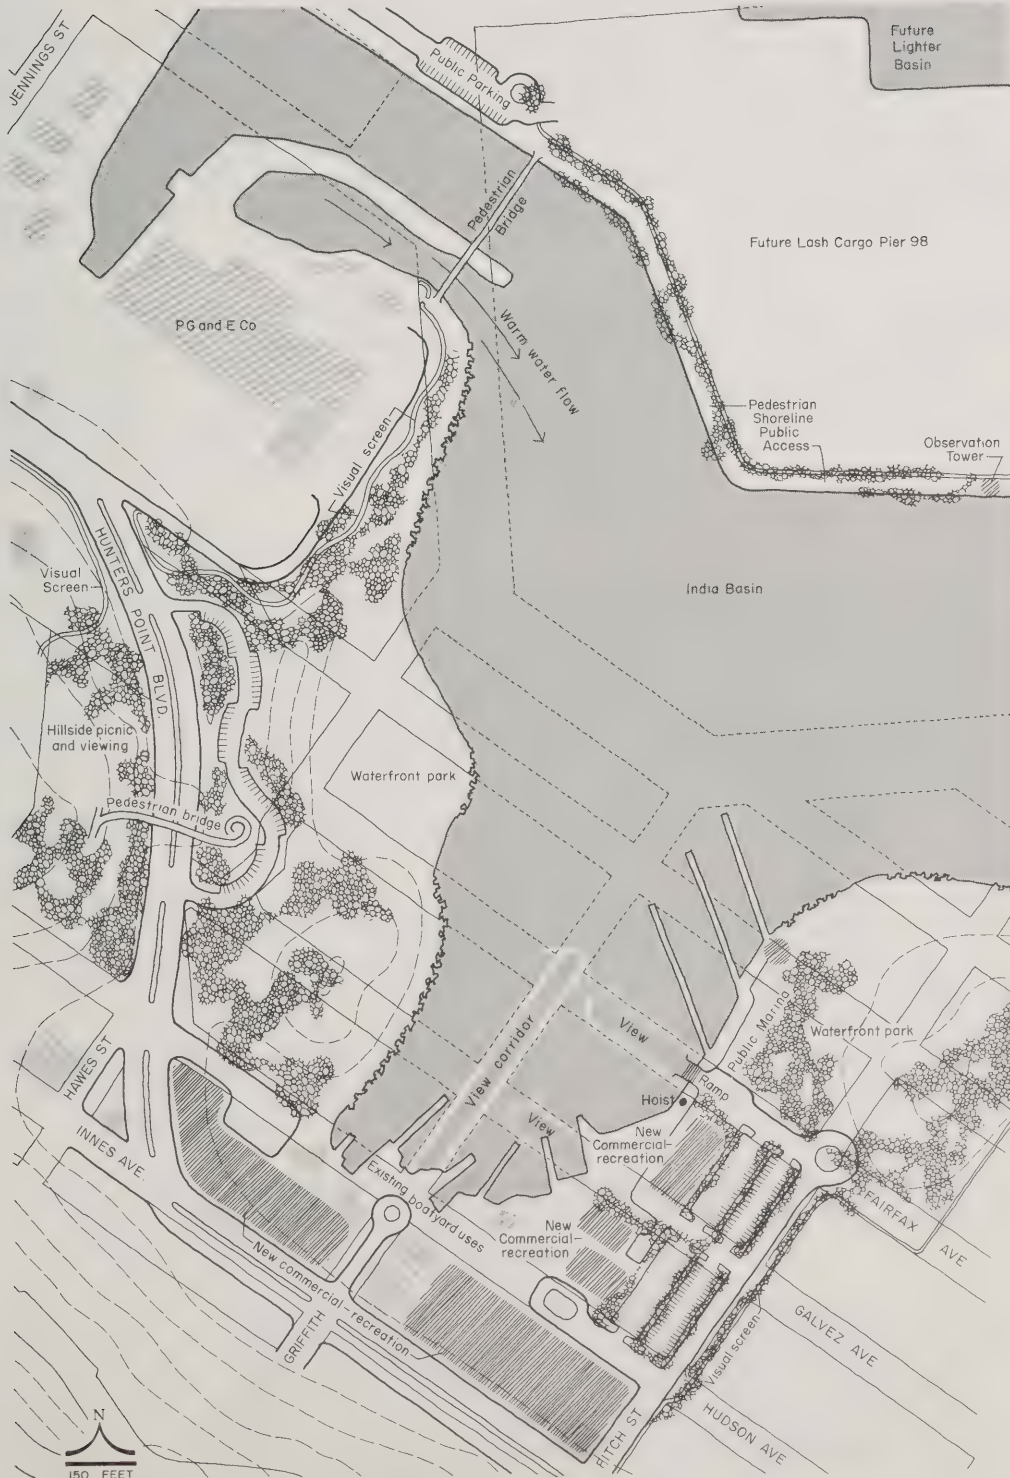 JENNINGS ST
Public Parking
Future
Lighter
Basin
Pedestrian
Bridge
Future Lash Cargo Pier 98
PG and E Co
Warm water flow
Visual screen
Pedestrian
Shoreline
Public
Access
Observation
Tower
HUNTERS POINT BLVD.
Visual
Screen
India Basin
Hillside picnic
and viewing
Waterfront park
Pedestrian bridge
View corridor
View
View
Public Marina
Waterfront park
Ramp
Hoist
HAWES ST
INNES AVE.
New
Commercial-
recreation
Existing boatyard uses
New
Commercial-
recreation
FAIRFAX AVE
New commercial-recreation
GRIFFITH
GALVEZ AVE
Visual screen
HUDSON AVE
FITCH ST
N
150 FEET